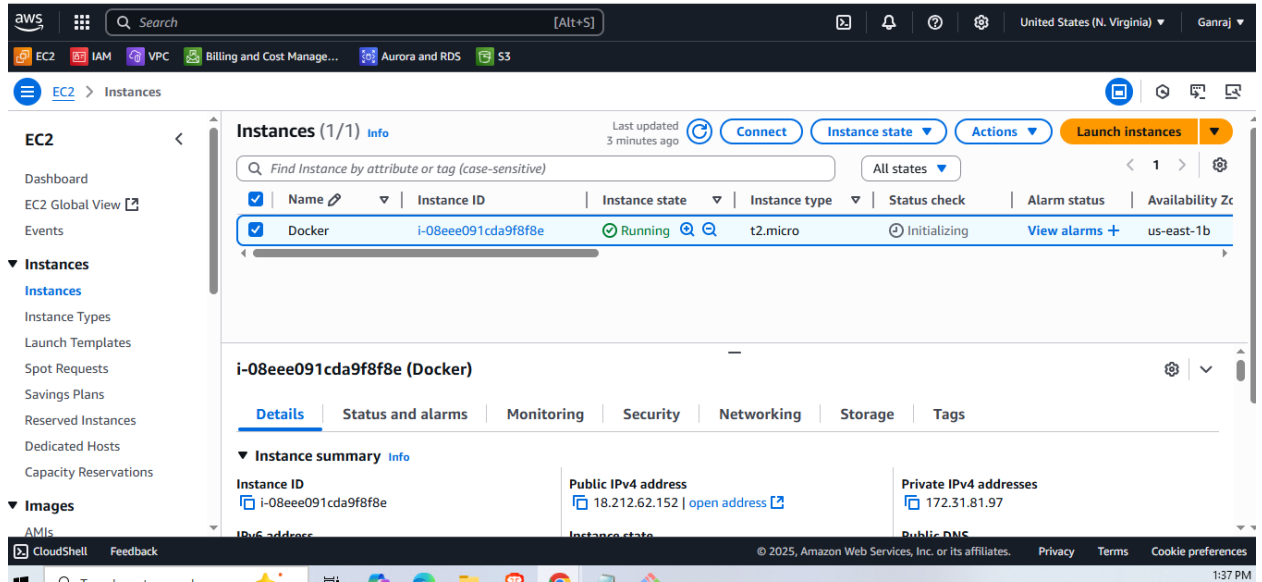 aws
Search [Alt+S]
United States (N. Virginia) ▼
Ganraj ▼
EC2
IAM
VPC
Billing and Cost Manage...
Aurora and RDS
S3
EC2 > Instances
EC2
Dashboard
EC2 Global View
Events
▼ Instances
Instances
Instance Types
Launch Templates
Spot Requests
Savings Plans
Reserved Instances
Dedicated Hosts
Capacity Reservations
▼ Images
AMIs
Instances (1/1) Info
Last updated
3 minutes ago
Connect
Instance state ▼
Actions ▼
Launch instances ▼
Find Instance by attribute or tag (case-sensitive)
All states ▼
< 1 >
Name Instance ID Instance state Instance type Status check Alarm status Availability Zo
Docker i-08eee091cda9f8f8e Running t2.micro Initializing View alarms + us-east-1b
i-08eee091cda9f8f8e (Docker)
Details Status and alarms Monitoring Security Networking Storage Tags
▼ Instance summary Info
Instance ID
i-08eee091cda9f8f8e
Public IPv4 address
18.212.62.152 | open address
Private IPv4 addresses
172.31.81.97
IPv6 address
Instance state
Public DNS
CloudShell Feedback
© 2025, Amazon Web Services, Inc. or its affiliates. Privacy Terms Cookie preferences
1:37 PM